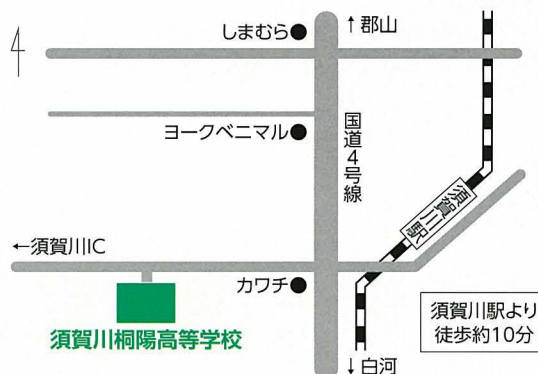 しまむら
↑郡山
ヨークベニマル
国道4号線
須賀川駅
←須賀川IC
カワチ
須賀川桐陽高等学校
須賀川駅より
徒歩約10分
↓白河